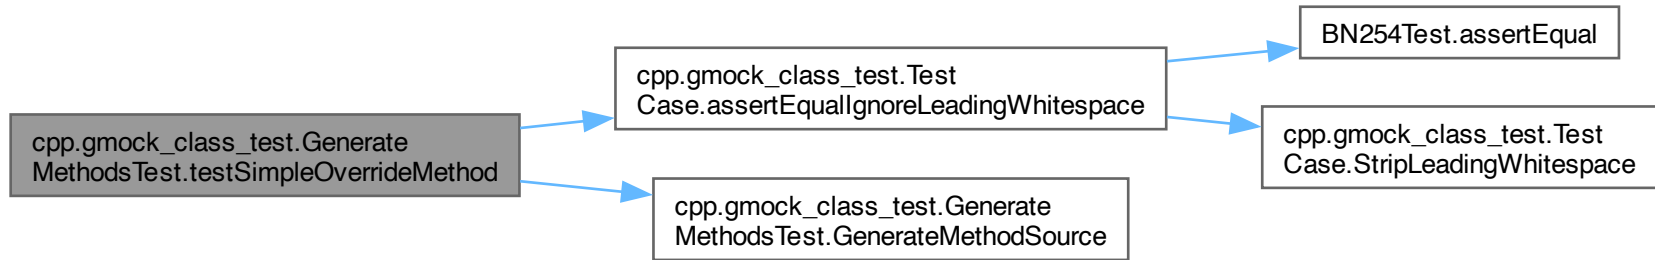 cpp.gmock_class_test.Generate
MethodsTest.testSimpleOverrideMethod
cpp.gmock_class_test.Test
Case.assertEqualIgnoreLeadingWhitespace
BN254Test.assertEqual
cpp.gmock_class_test.Test
Case.StripLeadingWhitespace
cpp.gmock_class_test.Generate
MethodsTest.GenerateMethodSource